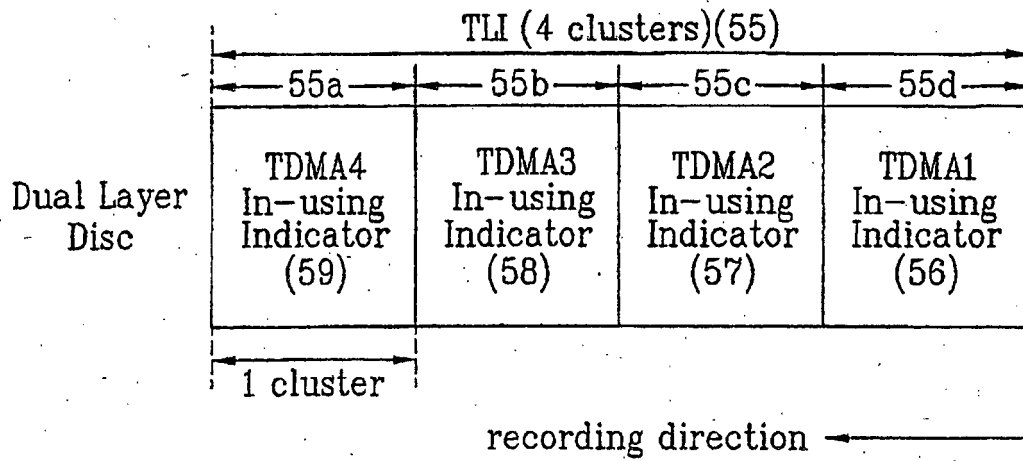 TLI (4 clusters)(55)
55a 55b 55c 55d
Dual Layer
Disc
TDMA4
In-using
Indicator
(59)
TDMA3
In-using
Indicator
(58)
TDMA2
In-using
Indicator
(57)
TDMA1
In-using
Indicator
(56)
1 cluster
recording direction